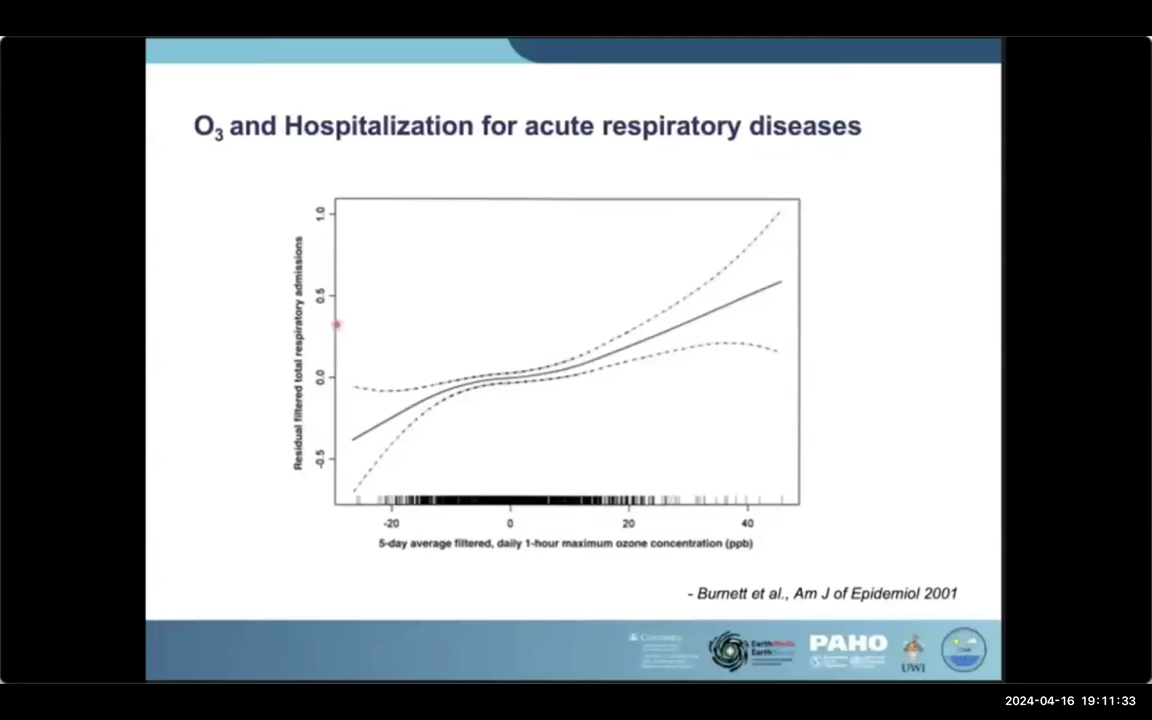 O3 and Hospitalization for acute respiratory diseases
Residual filtered total respiratory admissions
1.0
0.5
0.0
-0.5
-20 0 20 40
5-day average filtered, daily 1-hour maximum ozone concentration (ppb)
- Burnett et al., Am J of Epidemiol 2001
PAHO
UWI
2024-04-16 19:11:33